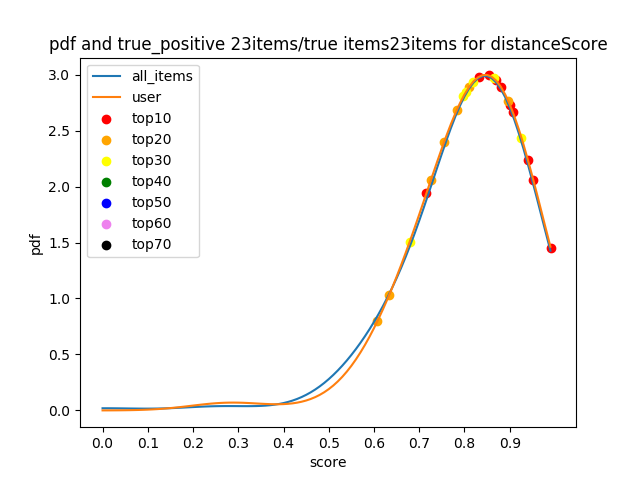 pdf and true_positive 23items/true items23items for distanceScore
all_items
user
top10
top20
top30
top40
top50
top60
top70
3.0
2.5
2.0
1.5
1.0
0.5
0.0
pdf
0.0 0.1 0.2 0.3 0.4 0.5 0.6 0.7 0.8 0.9
score